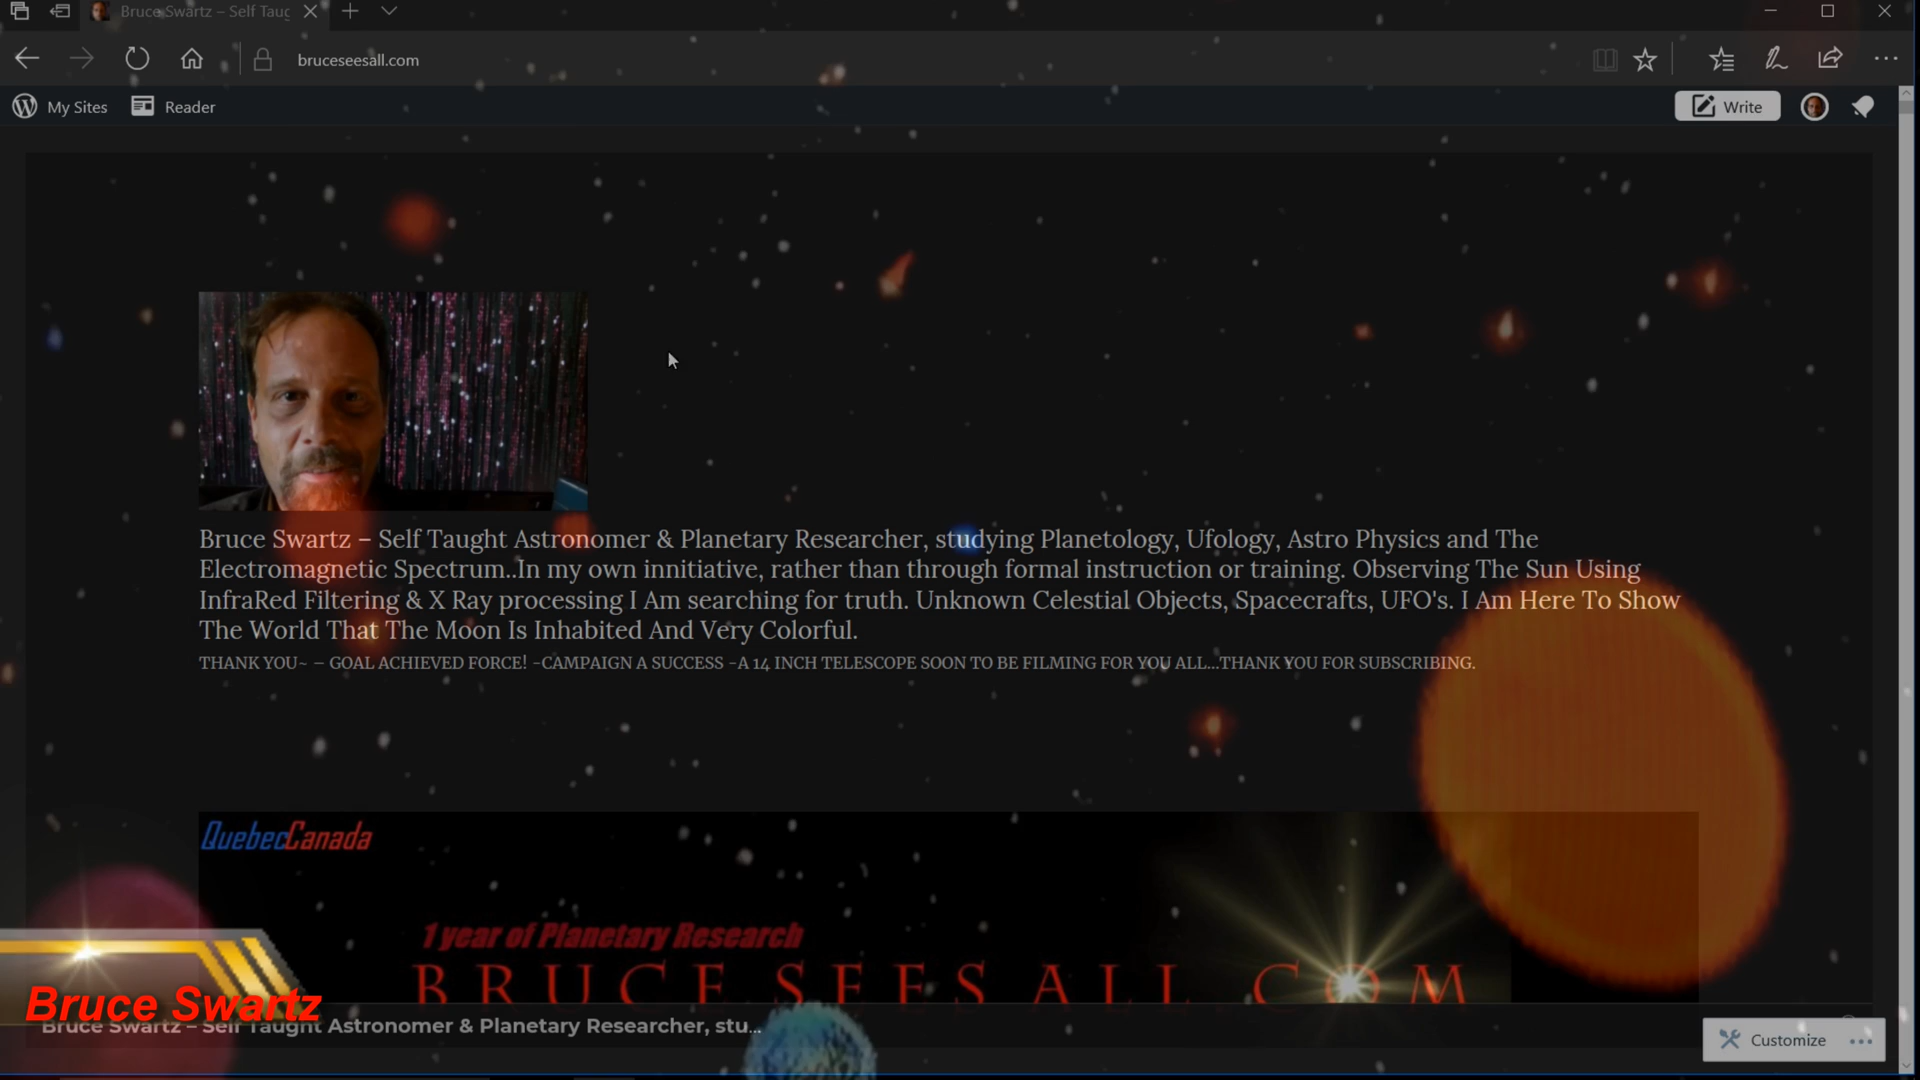 Bruce Swartz – Self Taug
bruceseesall.com
My Sites
Reader
Write
Bruce Swartz – Self Taught Astronomer & Planetary Researcher, studying Planetology, Ufology, Astro Physics and The
Electromagnetic Spectrum..In my own innitiative, rather than through formal instruction or training. Observing The Sun Using
InfraRed Filtering & X Ray processing I Am searching for truth. Unknown Celestial Objects, Spacecrafts, UFO's. I Am Here To Show
The World That The Moon Is Inhabited And Very Colorful.
THANK YOU~ – GOAL ACHIEVED FORCE! -CAMPAIGN A SUCCESS -A 14 INCH TELESCOPE SOON TO BE FILMING FOR YOU ALL...THANK YOU FOR SUBSCRIBING.
QuebecCanada
1 year of Planetary Research
BRUCE.SEES ALL.COM
Bruce Swartz
Bruce Swartz – Self Taught Astronomer & Planetary Researcher, stu...
Customize